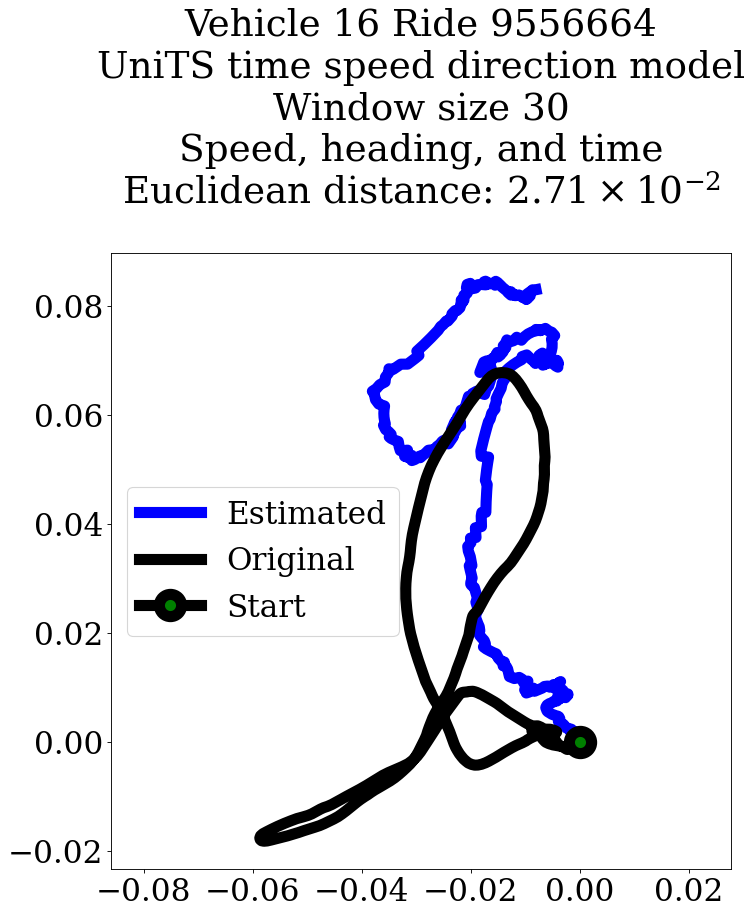 Vehicle 16 Ride 9556664
UniTS time speed direction model
Window size 30
Speed, heading, and time
Euclidean distance: 2.71 × 10⁻²
0.08
0.06
0.04
0.02
0.00
−0.02
Estimated
Original
Start
−0.08 −0.06 −0.04 −0.02 0.00 0.02